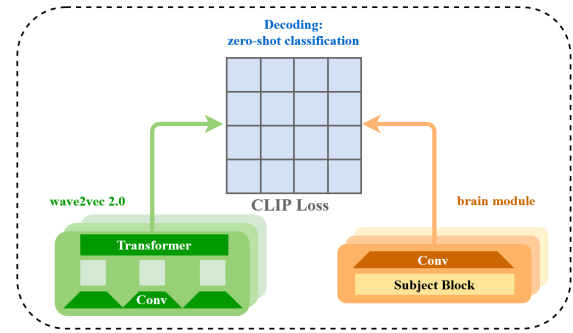 Decoding:
zero-shot classification
CLIP Loss
wave2vec 2.0
Transformer
Conv
brain module
Conv
Subject Block